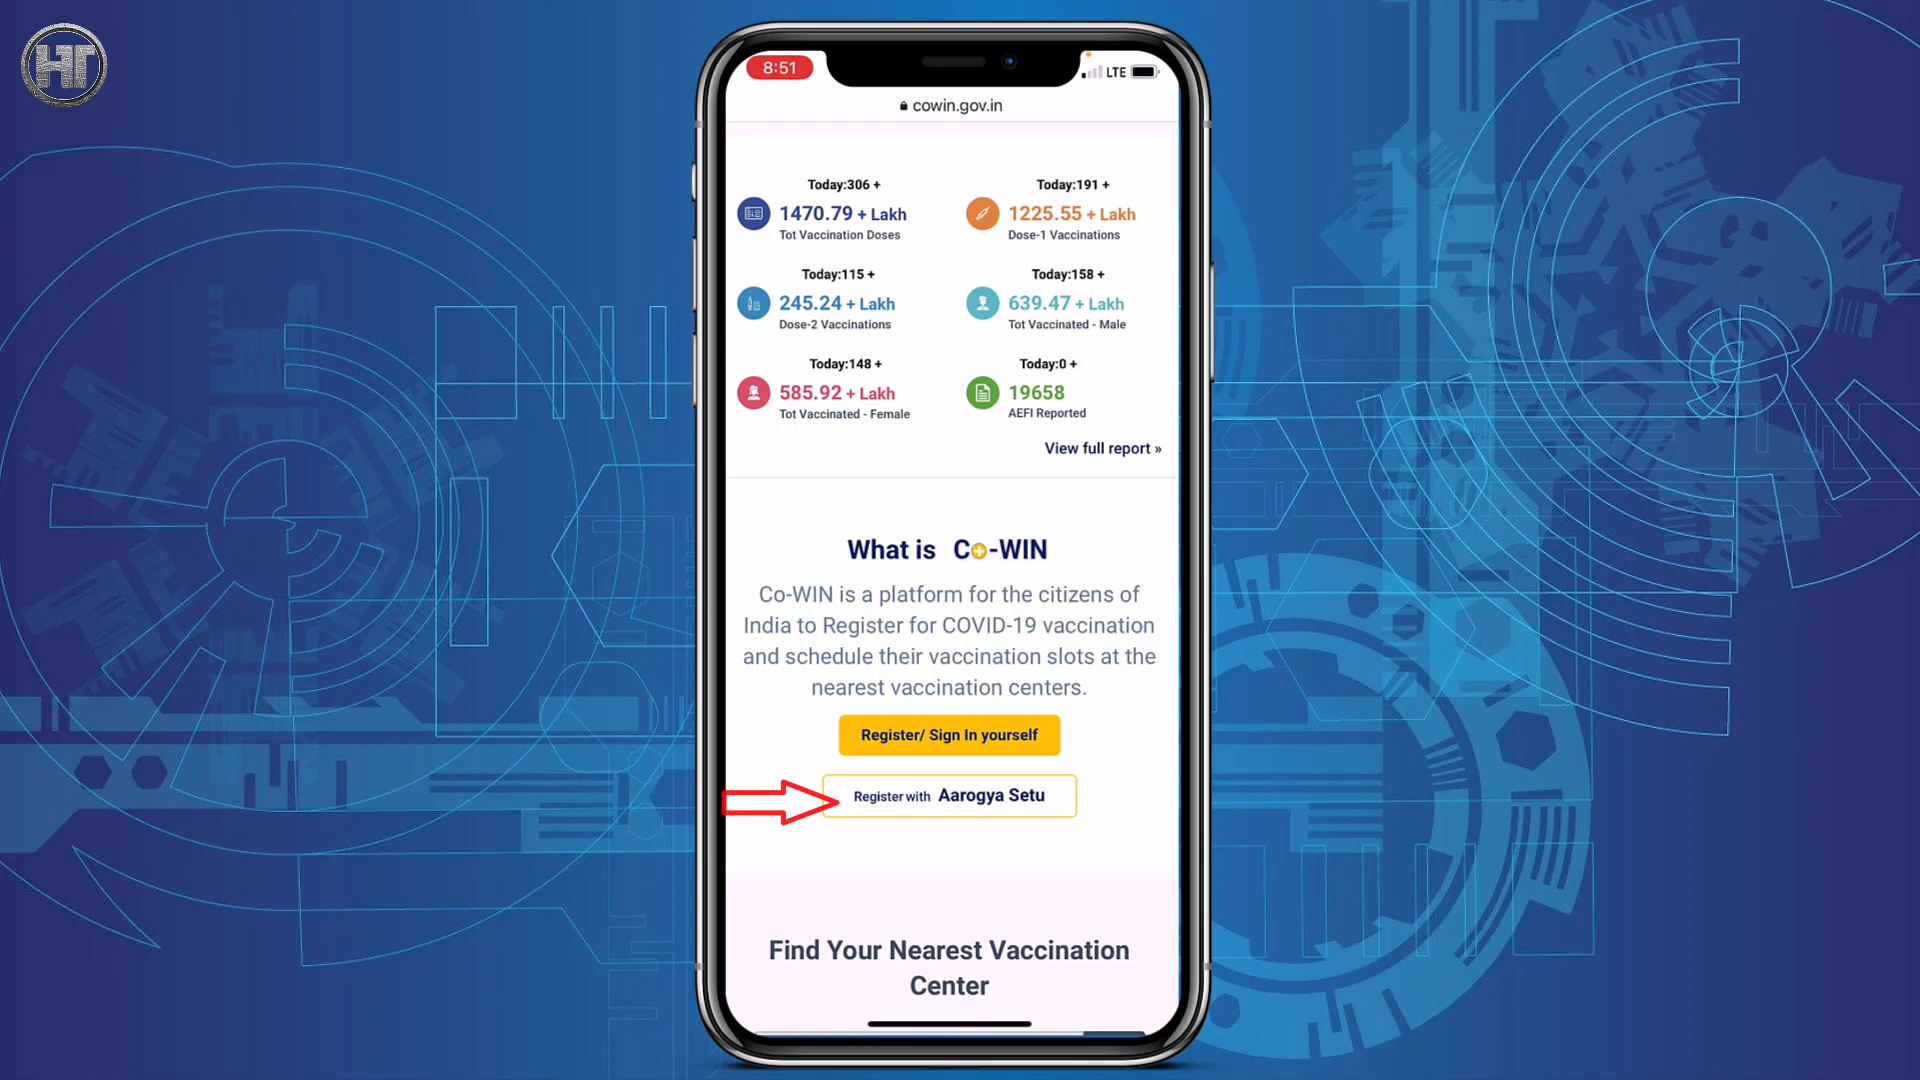 HT
8:51
LTE
cowin.gov.in
Today:306 +
1470.79 + Lakh
Tot Vaccination Doses
Today:191 +
1225.55 + Lakh
Dose-1 Vaccinations
Today:115 +
245.24 + Lakh
Dose-2 Vaccinations
Today:158 +
639.47 + Lakh
Tot Vaccinated - Male
Today:148 +
585.92 + Lakh
Tot Vaccinated - Female
Today:0 +
19658
AEFI Reported
View full report »
What is Co-WIN
Co-WIN is a platform for the citizens of
India to Register for COVID-19 vaccination
and schedule their vaccination slots at the
nearest vaccination centers.
Register/ Sign In yourself
Register with Aarogya Setu
Find Your Nearest Vaccination
Center